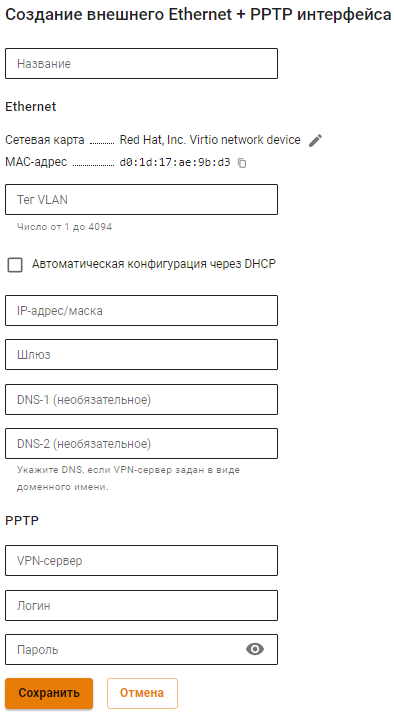 Создание внешнего Ethernet + PPTP интерфейса
Название
Ethernet
Сетевая карта ........ Red Hat, Inc. Virtio network device
MAC-адрес ............. d0:1d:17:ae:9b:d3
Тег VLAN
Число от 1 до 4094
Автоматическая конфигурация через DHCP
IP-адрес/маска
Шлюз
DNS-1 (необязательное)
DNS-2 (необязательное)
Укажите DNS, если VPN-сервер задан в виде
доменного имени.
PPTP
VPN-сервер
Логин
Пароль
Сохранить Отмена